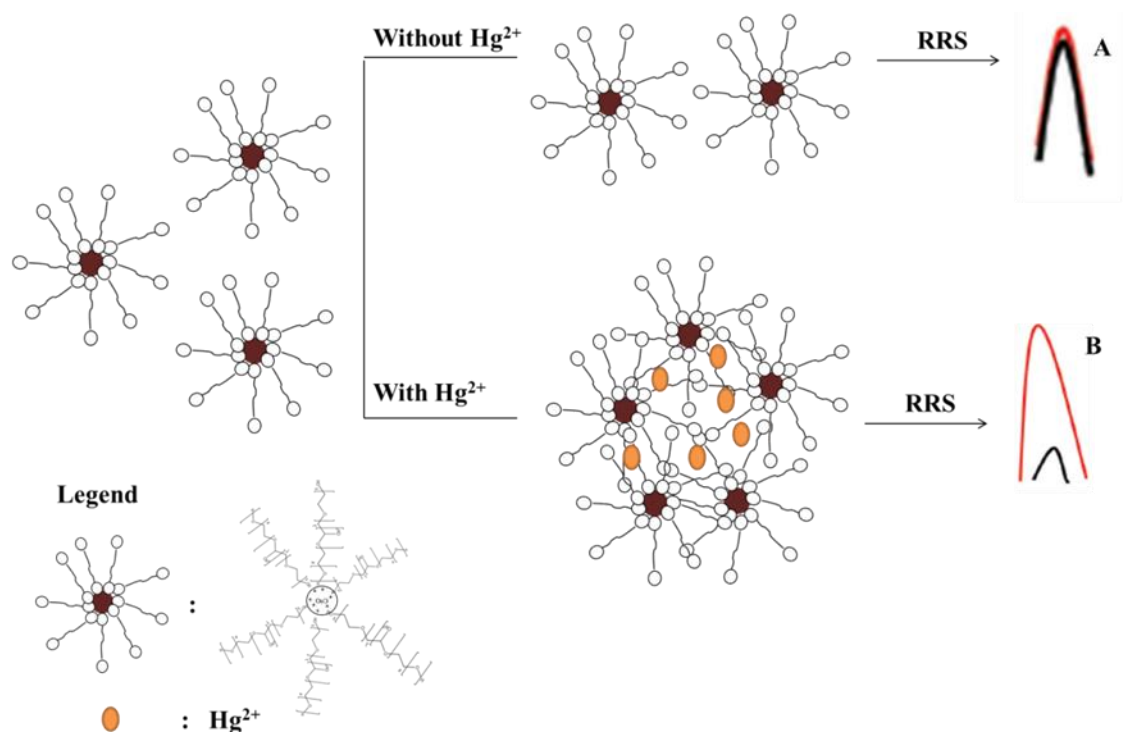 Without Hg²⁺
RRS
A
With Hg²⁺
RRS
B
Legend
:
: Hg²⁺